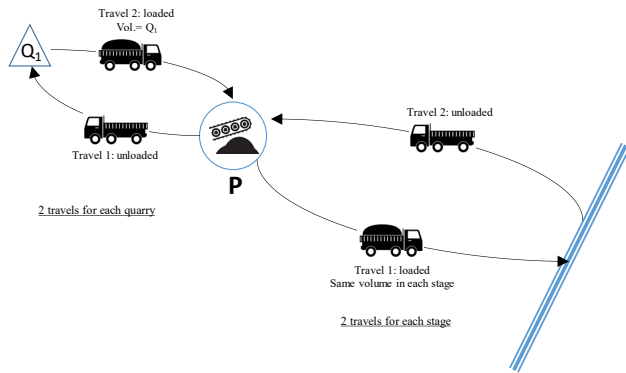 Travel 2: loaded
Vol.= Q₁
Q₁
Travel 1: unloaded
P
2 travels for each quarry
Travel 2: unloaded
Travel 1: loaded
Same volume in each stage
2 travels for each stage